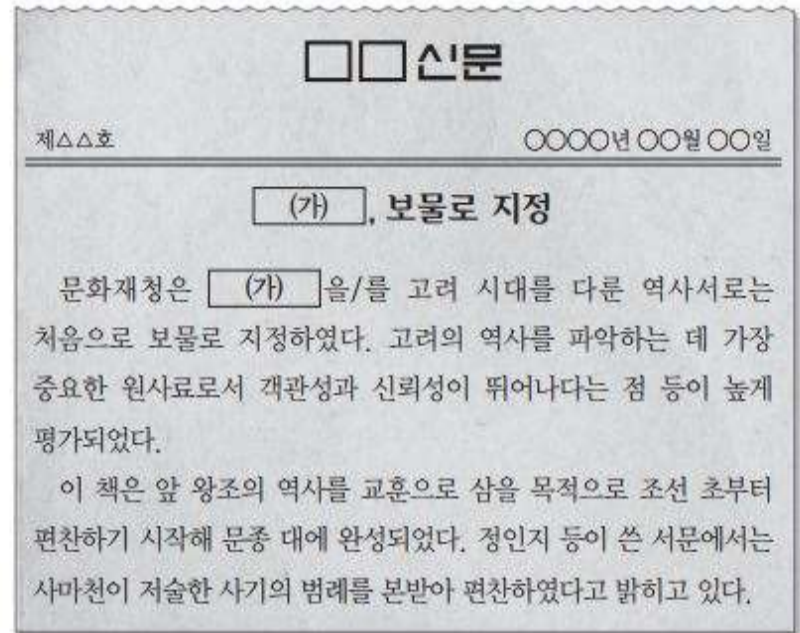 □□신문
제△△호 ○○○○년 ○○월 ○○일
(가), 보물로 지정
문화재청은 (가) 을/를 고려 시대를 다룬 역사서로는
처음으로 보물로 지정하였다. 고려의 역사를 파악하는 데 가장
중요한 원사료로서 객관성과 신뢰성이 뛰어나다는 점 등이 높게
평가되었다.
이 책은 앞 왕조의 역사를 교훈으로 삼을 목적으로 조선 초부터
편찬하기 시작해 문종 대에 완성되었다. 정인지 등이 쓴 서문에서는
사마천이 저술한 사기의 범례를 본받아 편찬하였다고 밝히고 있다.